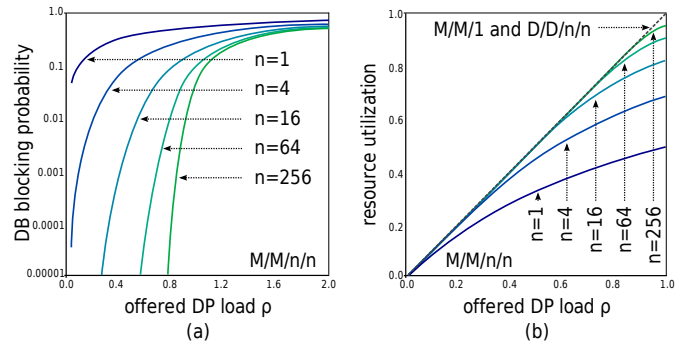 1.0
0.1
0.01
0.001
0.0001
0.00001
DB blocking probability
n=1
n=4
n=16
n=64
n=256
M/M/n/n
0.0
0.4
0.8
1.2
1.6
2.0
offered DP load ρ
(a)
1.0
0.8
0.6
0.4
0.2
0.0
resource utilization
M/M/1 and D/D/n/n
n=1
n=4
n=16
n=64
n=256
M/M/n/n
0.0
0.2
0.4
0.6
0.8
1.0
offered DP load ρ
(b)